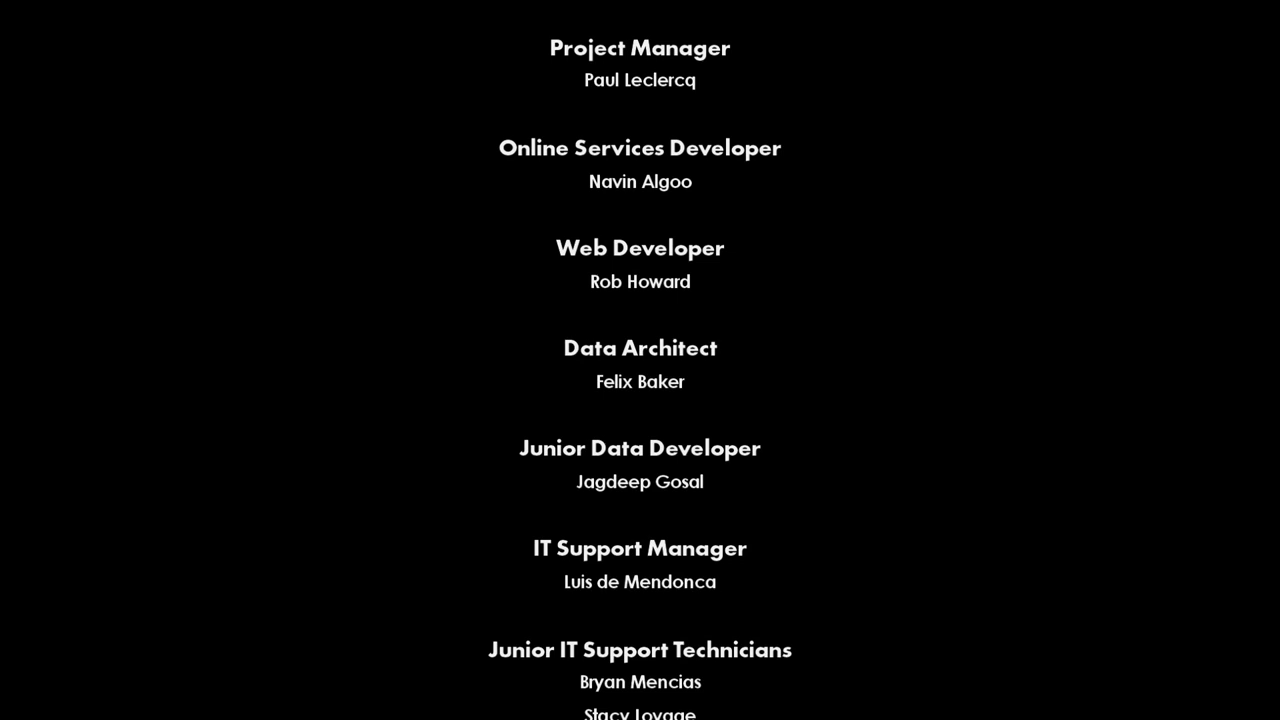 Project Manager
Paul Leclercq
Online Services Developer
Navin Algoo
Web Developer
Rob Howard
Data Architect
Felix Baker
Junior Data Developer
Jagdeep Gosal
IT Support Manager
Luis de Mendonca
Junior IT Support Technicians
Bryan Mencias
Stacy